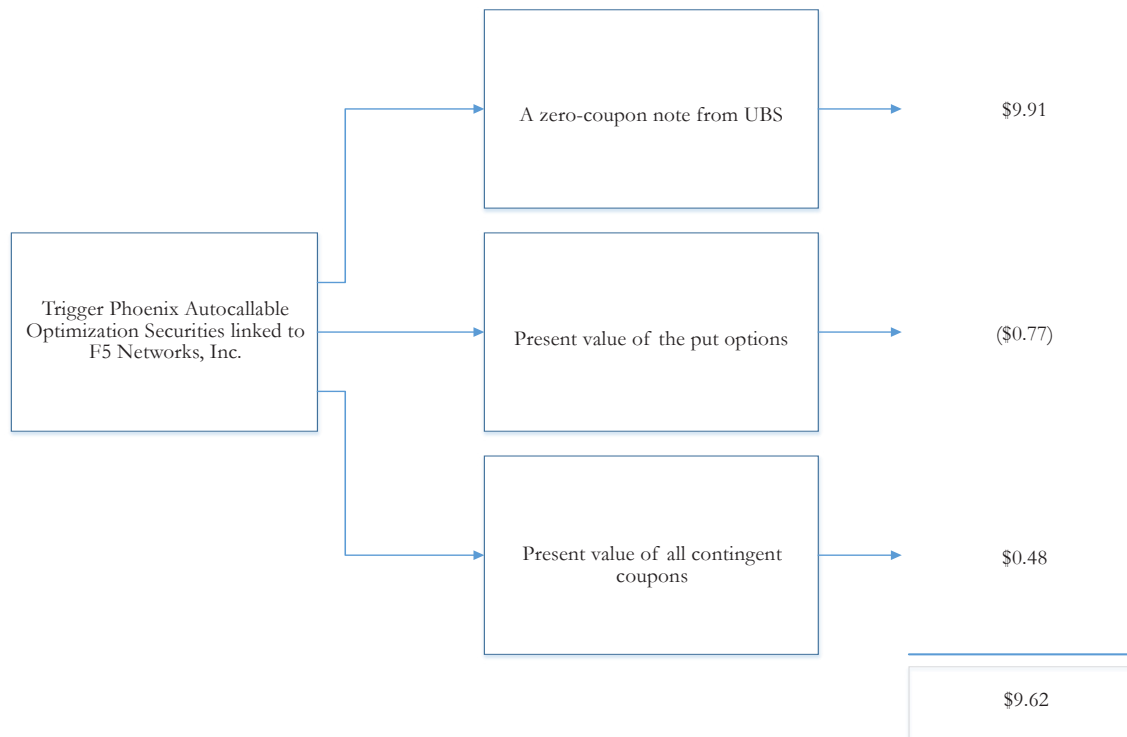 A zero-coupon note from UBS
$9.91
Trigger Phoenix Autocallable
Optimization Securities linked to
F5 Networks, Inc.
Present value of the put options
($0.77)
Present value of all contingent
coupons
$0.48
$9.62